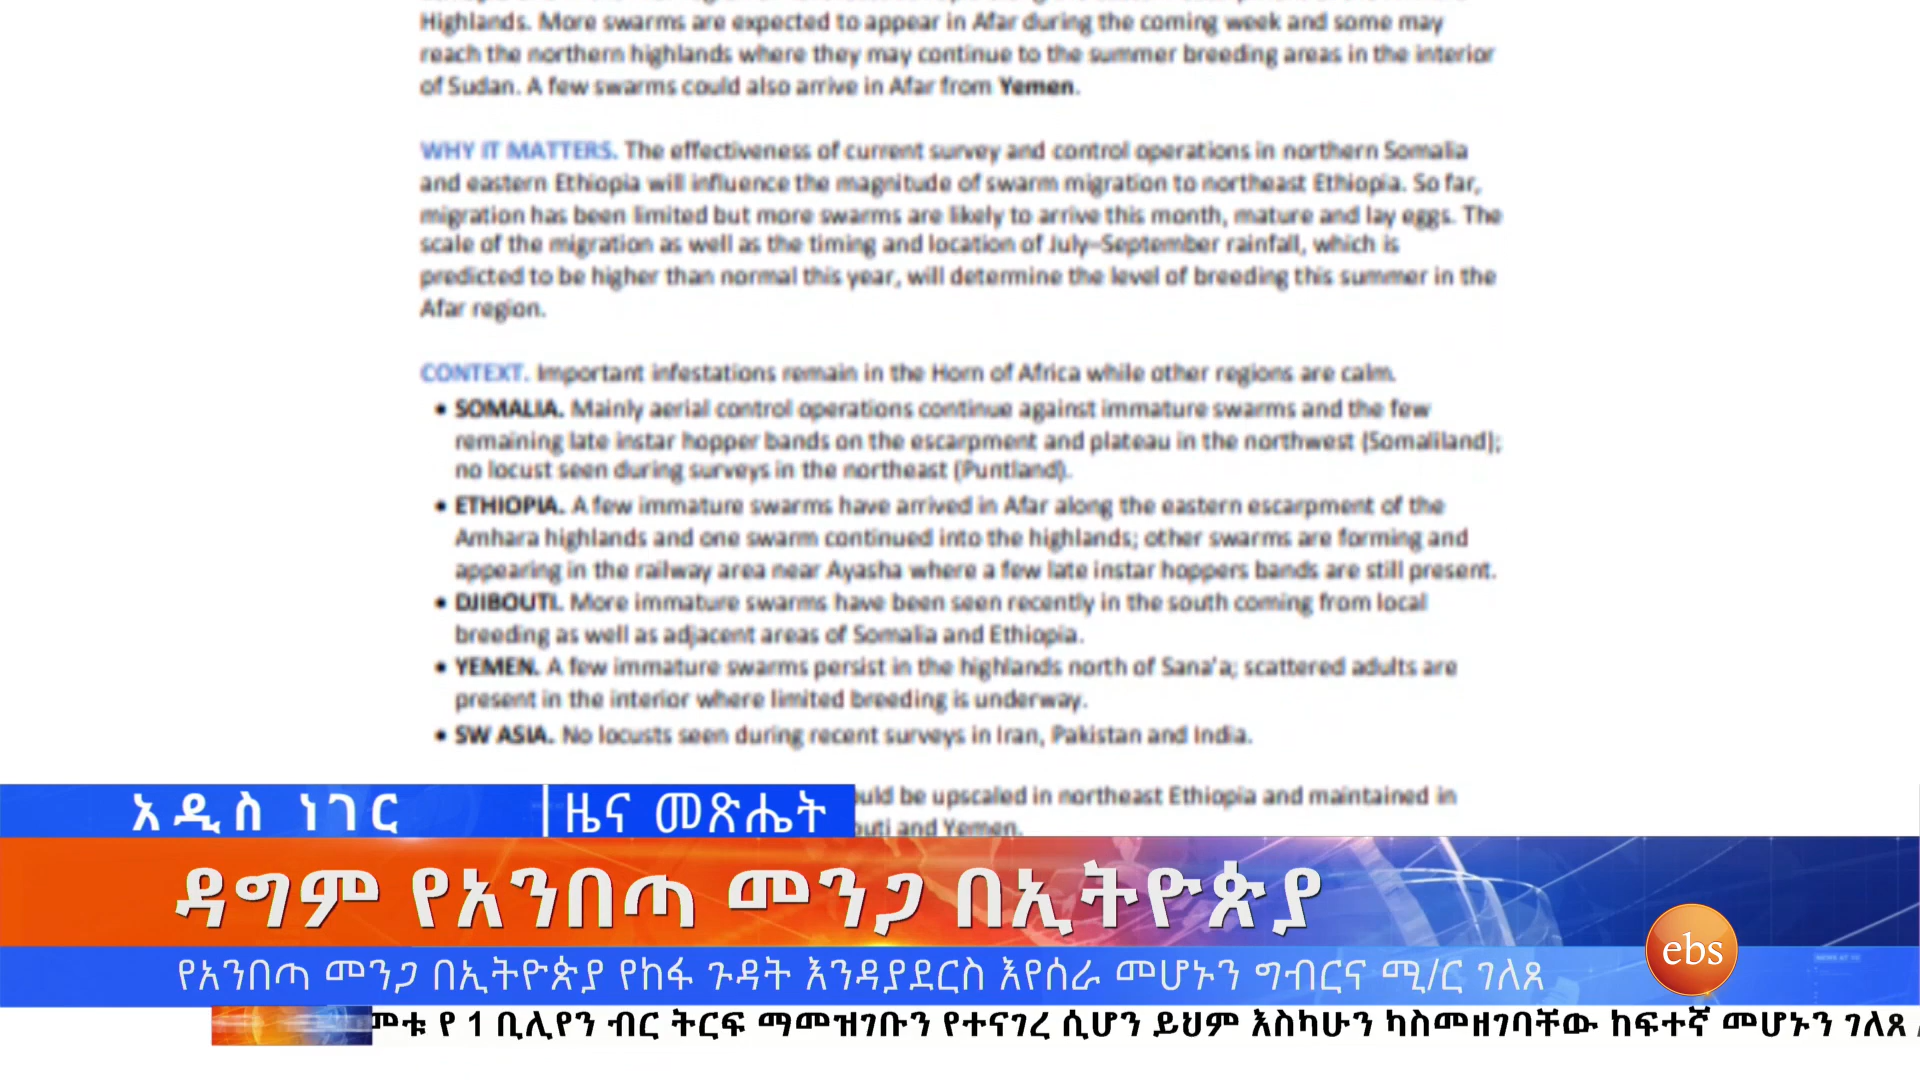 Highlands. More swarms are expected to appear in Afar during the coming week and some may
reach the northern highlands where they may continue to the summer breeding areas in the interior
of Sudan. A few swarms could also arrive in Afar from Yemen.
WHY IT MATTERS. The effectiveness of current survey and control operations in northern Somalia
and eastern Ethiopia will influence the magnitude of swarm migration to northeast Ethiopia. So far,
migration has been limited but more swarms are likely to arrive this month, mature and lay eggs. The
scale of the migration as well as the timing and location of July–September rainfall, which is
predicted to be higher than normal this year, will determine the level of breeding this summer in the
Afar region.
CONTEXT. Important infestations remain in the Horn of Africa while other regions are calm.
• SOMALIA. Mainly aerial control operations continue against immature swarms and the few
remaining late instar hopper bands on the escarpment and plateau in the northwest (Somaliland);
no locust seen during surveys in the northeast (Puntland).
• ETHIOPIA. A few immature swarms have arrived in Afar along the eastern escarpment of the
Amhara highlands and one swarm continued into the highlands; other swarms are forming and
appearing in the railway area near Ayasha where a few late instar hoppers bands are still present.
• DJIBOUTI. More immature swarms have been seen recently in the south coming from local
breeding as well as adjacent areas of Somalia and Ethiopia.
• YEMEN. A few immature swarms persist in the highlands north of Sana'a; scattered adults are
present in the interior where limited breeding is underway.
• SW ASIA. No locusts seen during recent surveys in Iran, Pakistan and India.
be upscaled in northeast Ethiopia and maintained in
and Yemen.
አዲስ ነገር |ዜና መጽሔት
ዳግም የአንበጣ መንጋ በኢትዮጵያ
የአንበጣ መንጋ በኢትዮጵያ የከፋ ጉዳት እንዳያደርስ እየሰራ መሆኑን ግብርና ሚ/ር ገለጸ
ebs
የ 1 ቢሊየን ብር ትርፍ ማመዝገቡን የተናገረ ሲሆን ይህም እስካሁን ካስመዘገባቸው ከፍተኛ መሆኑን ገለጸ